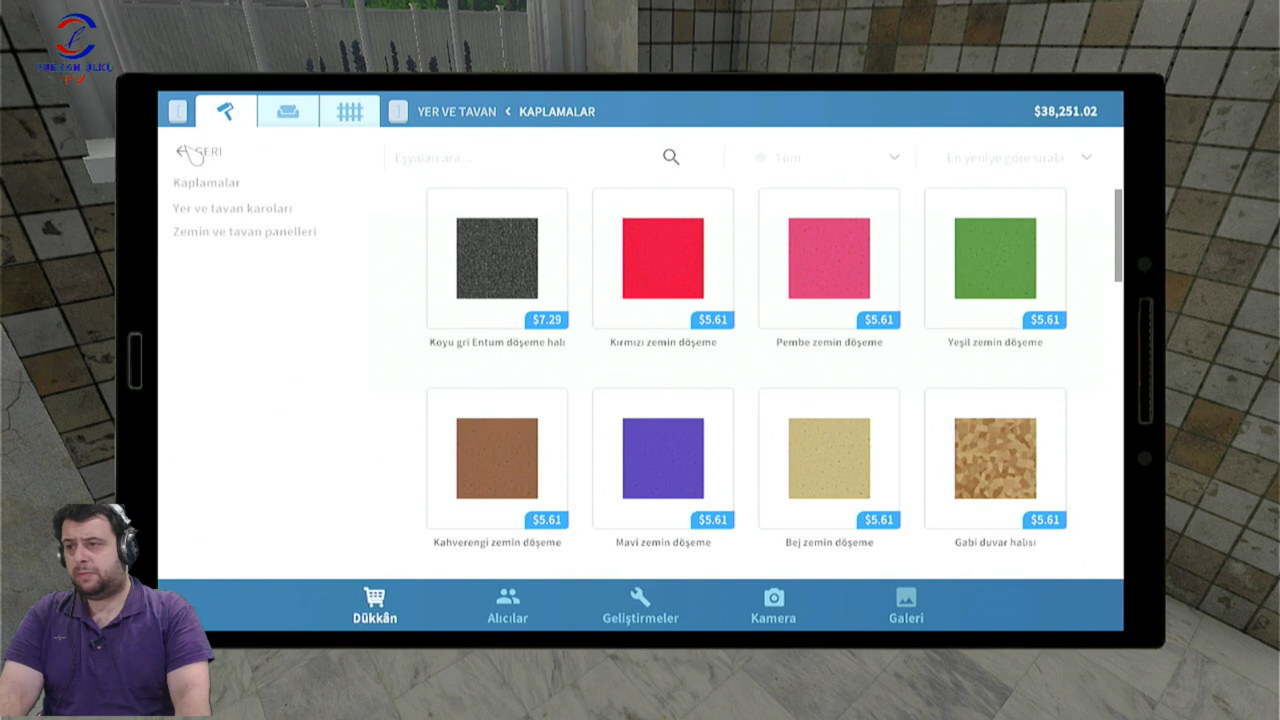 TV
YER VE TAVAN < KAPLAMALAR
$38,251.02
GERİ
Eşyaları ara...
Tüm
En yeniye göre sırala
Kaplamalar
Yer ve tavan karoları
Zemin ve tavan panelleri
$7.29
$5.61
$5.61
$5.61
Koyu gri Entum döşeme halı
Kırmızı zemin döşeme
Pembe zemin döşeme
Yeşil zemin döşeme
$5.61
$5.61
$5.61
$5.61
Kahverengi zemin döşeme
Mavi zemin döşeme
Bej zemin döşeme
Gabi duvar halısı
Dükkân
Alıcılar
Geliştirmeler
Kamera
Galeri